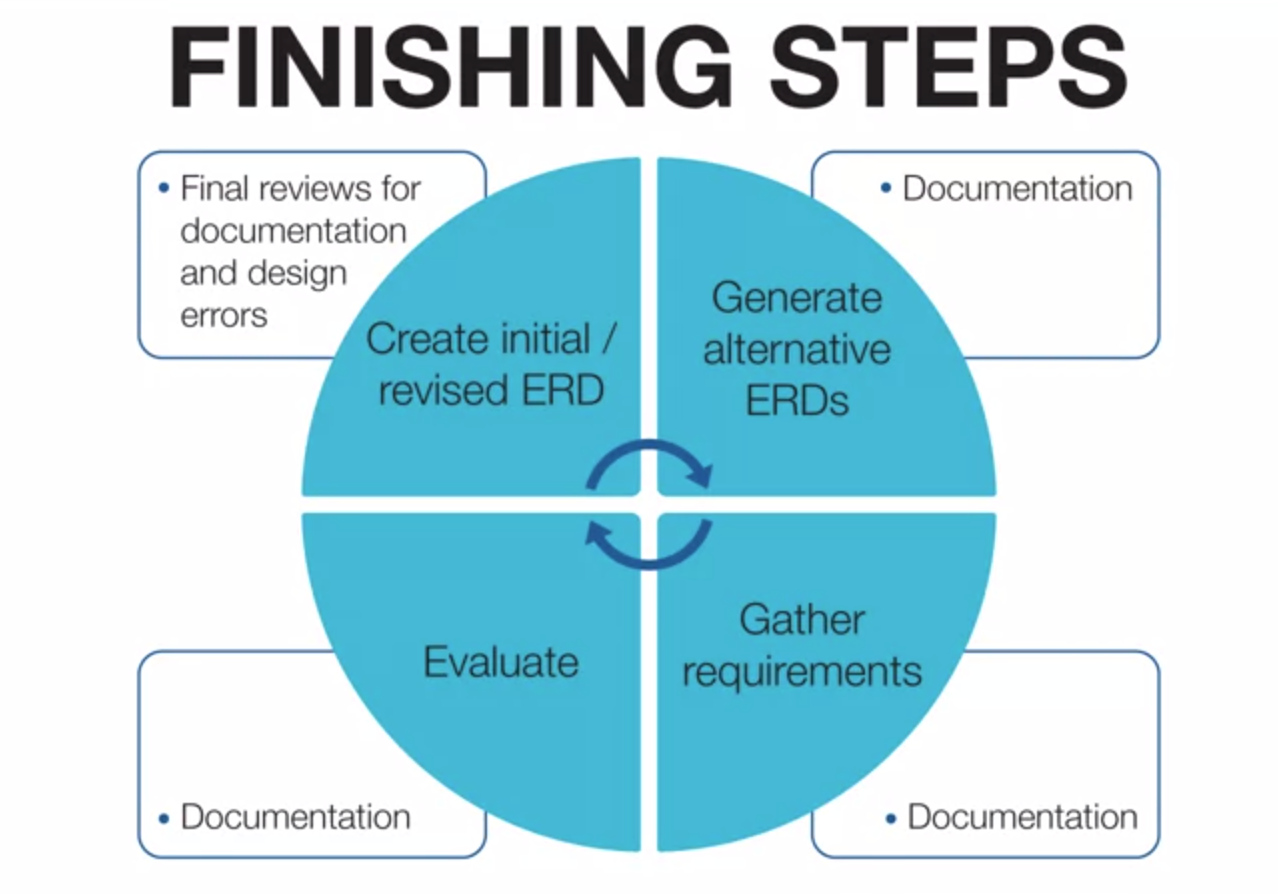 FINISHING STEPS
• Final reviews for
documentation
and design
errors
• Documentation
Create initial /
revised ERD
Generate
alternative
ERDs
Evaluate
Gather
requirements
• Documentation
• Documentation